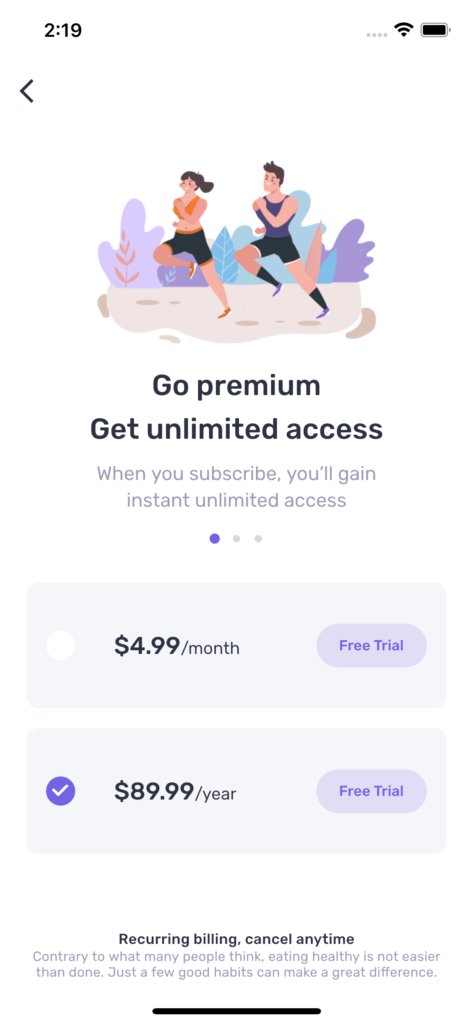 2:19
Go premium
Get unlimited access
When you subscribe, you’ll gain
instant unlimited access
$4.99/month
Free Trial
$89.99/year
Free Trial
Recurring billing, cancel anytime
Contrary to what many people think, eating healthy is not easier
than done. Just a few good habits can make a great difference.